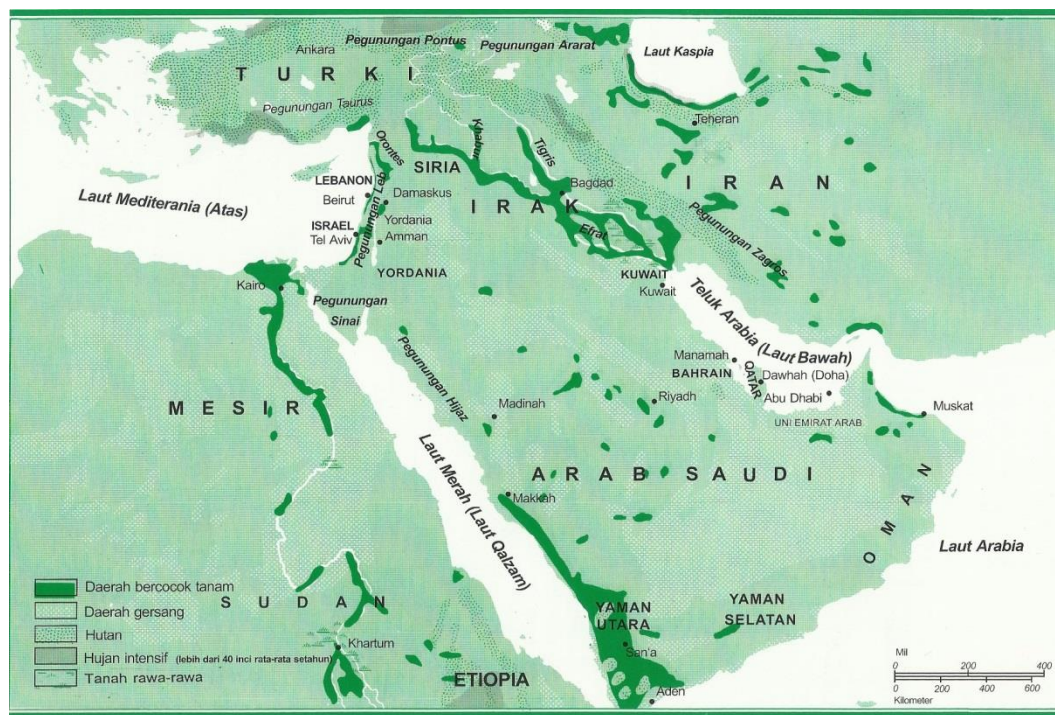 Pegunungan Pontus
Pegunungan Ararat
Laut Kaspia
Ankara
TURKI
Pegunungan Taurus
Teheran
Orontes
Khabur
Tigris
SIRIA
LEBANON
Beirut
Damaskus
Bagdad
IRAN
IRAK
Laut Mediterania (Atas)
Pegunungan Leb
ISRAEL
Tel Aviv
Yordania
Amman
Efrat
Pegunungan Zagros
YORDANIA
KUWAIT
Kuwait
Kairo
Pegunungan
Sinai
Teluk Arabia (Laut Bawah)
Pegunungan Hijaz
Manamah
BAHRAIN
QATAR
Dawhah (Doha)
Abu Dhabi
Riyadh
Madinah
MESIR
Muskat
UNI EMIRAT ARAB
Laut Merah (Laut Qalzam)
ARAB SAUDI
Makkah
OMAN
Laut Arabia
Daerah bercocok tanam
Daerah gersang
Hutan
Hujan intensif (lebih dari 40 inci rata-rata setahun)
Tanah rawa-rawa
SUDAN
Khartum
YAMAN
UTARA
YAMAN
SELATAN
San'a
ETIOPIA
Aden
Mil
0 200 400
0 200 400 600
Kilometer